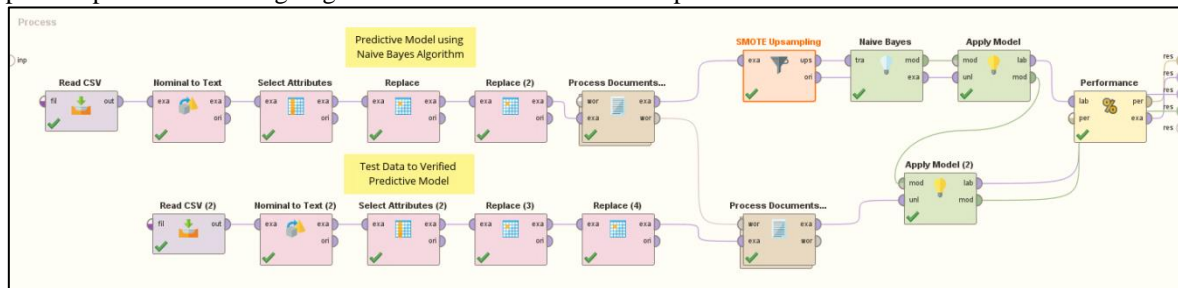 Process
Predictive Model using
Naive Bayes Algorithm
SMOTE Upsampling
Naive Bayes
Apply Model
inp
exa
ups
ori
tra
mod
exa
mod
unl
lab
mod
res
res
res
res
Read CSV
Nominal to Text
Select Attributes
Replace
Replace (2)
Process Documents...
Performance
fil
out
exa
exa
ori
exa
exa
ori
exa
exa
ori
exa
exa
ori
wor
exa
exa
wor
lab
per
per
exa
Test Data to Verified
Predictive Model
Apply Model (2)
mod
unl
lab
mod
Read CSV (2)
Nominal to Text (2)
Select Attributes (2)
Replace (3)
Replace (4)
Process Documents...
fil
out
exa
exa
ori
exa
exa
ori
exa
exa
ori
exa
exa
ori
wor
exa
exa
wor